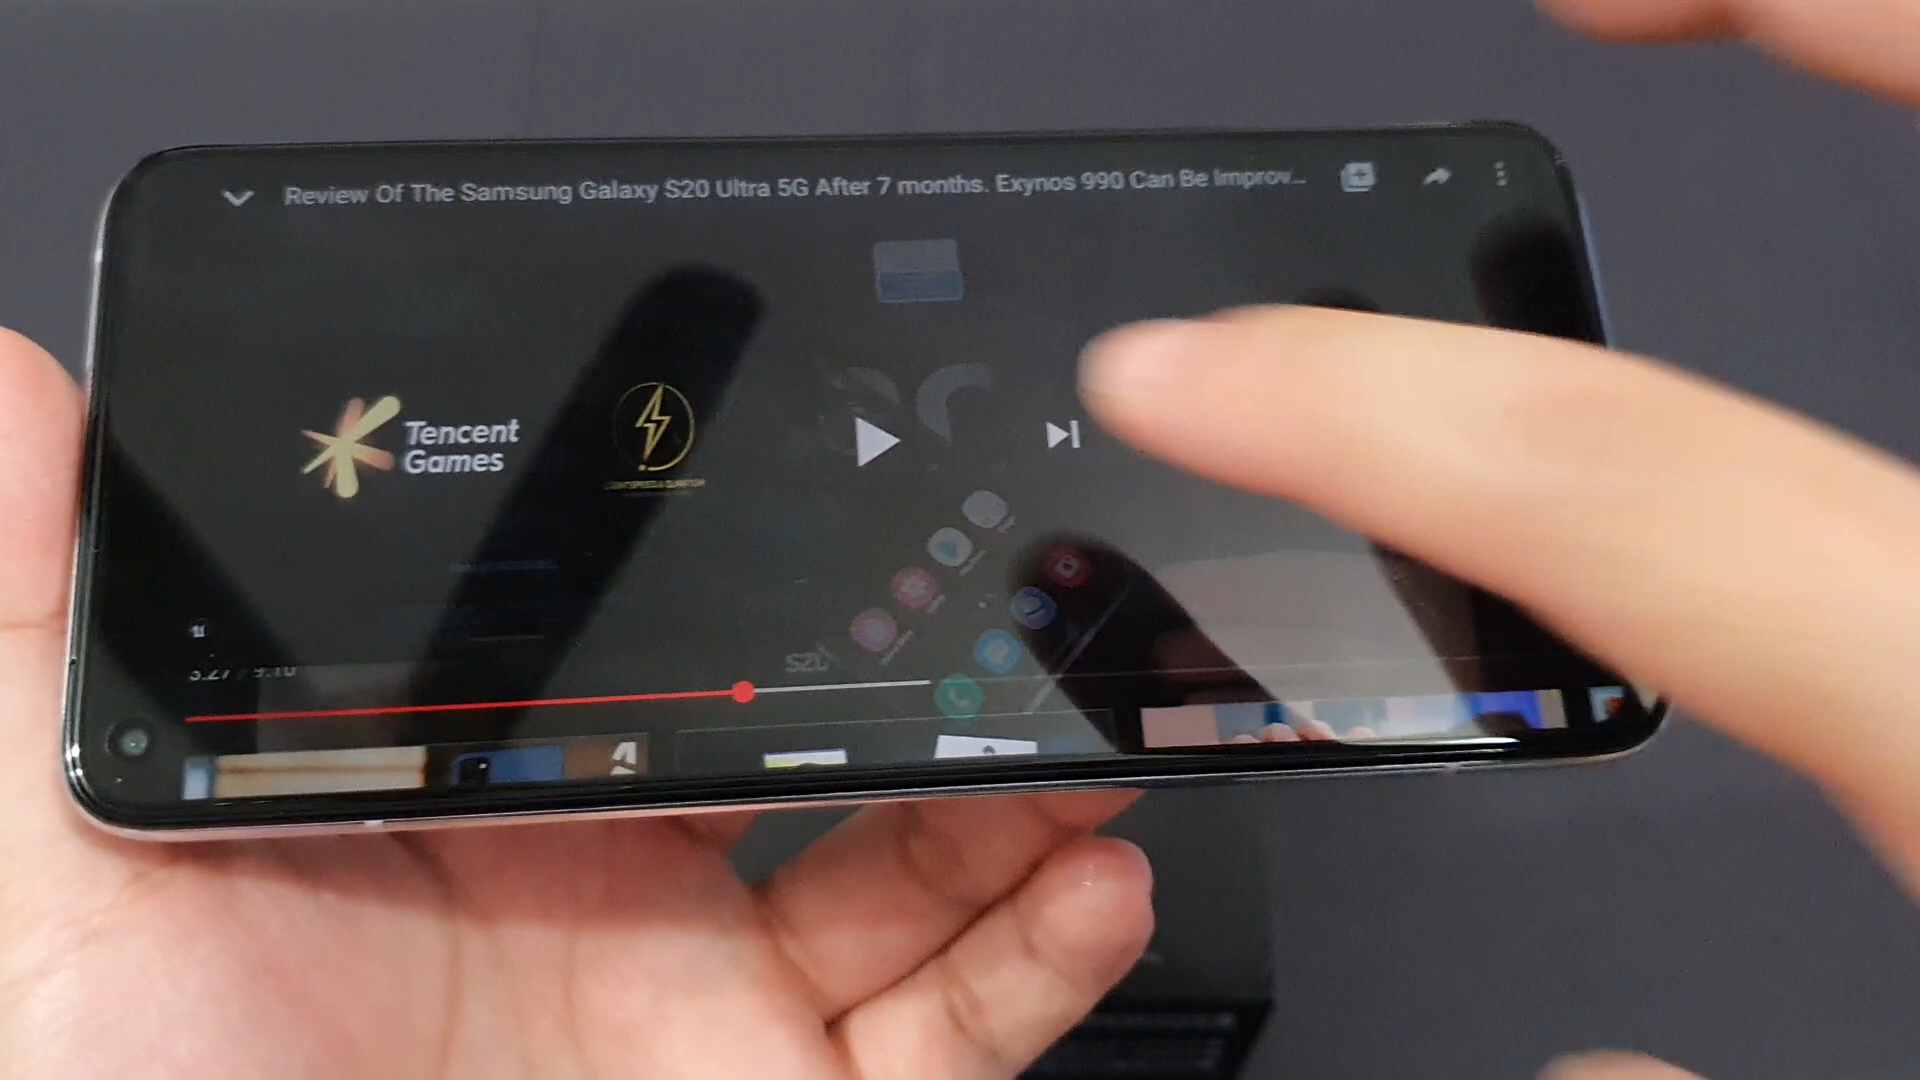 Review Of The Samsung Galaxy S20 Ultra 5G After 7 months. Exynos 990 Can Be Improv...
Tencent
Games